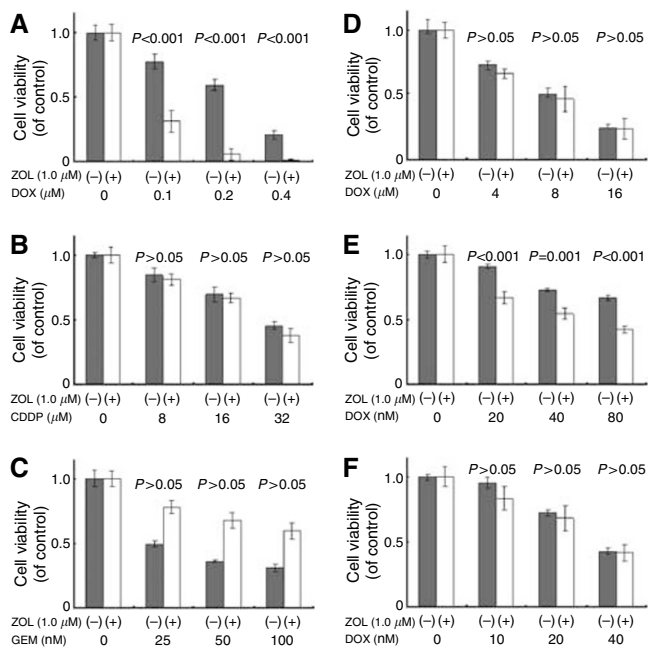 A
Cell viability
(of control)
1.0
0.5
0
P<0.001 P<0.001 P<0.001
ZOL (1.0 μM) (–) (+) (–) (+) (–) (+) (–) (+)
DOX (μM) 0 0.1 0.2 0.4
B
Cell viability
(of control)
1.0
0.5
0
P>0.05 P>0.05 P>0.05
ZOL (1.0 μM) (–) (+) (–) (+) (–) (+) (–) (+)
CDDP (μM) 0 8 16 32
C
Cell viability
(of control)
1.0
0.5
0
P>0.05 P>0.05 P>0.05
ZOL (1.0 μM) (–) (+) (–) (+) (–) (+) (–) (+)
GEM (nM) 0 25 50 100
D
Cell viability
(of control)
1.0
0.5
0
P>0.05 P>0.05 P>0.05
ZOL (1.0 μM) (–) (+) (–) (+) (–) (+) (–) (+)
DOX (μM) 0 4 8 16
E
Cell viability
(of control)
1.0
0.5
0
P<0.001 P=0.001 P<0.001
ZOL (1.0 μM) (–) (+) (–) (+) (–) (+) (–) (+)
DOX (nM) 0 20 40 80
F
Cell viability
(of control)
1.0
0.5
0
P>0.05 P>0.05 P>0.05
ZOL (1.0 μM) (–) (+) (–) (+) (–) (+) (–) (+)
DOX (nM) 0 10 20 40